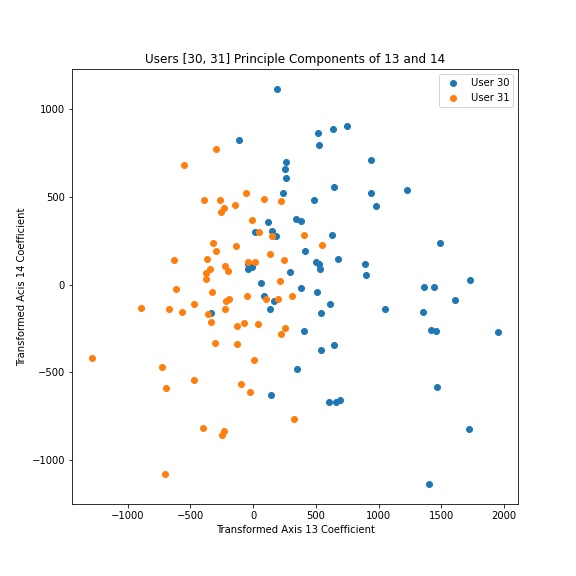 Users [30, 31] Principle Components of 13 and 14
User 30
User 31
1000
500
0
−500
−1000
Transformed Acis 14 Coefficient
−1000 −500 0 500 1000 1500 2000
Transformed Axis 13 Coefficient